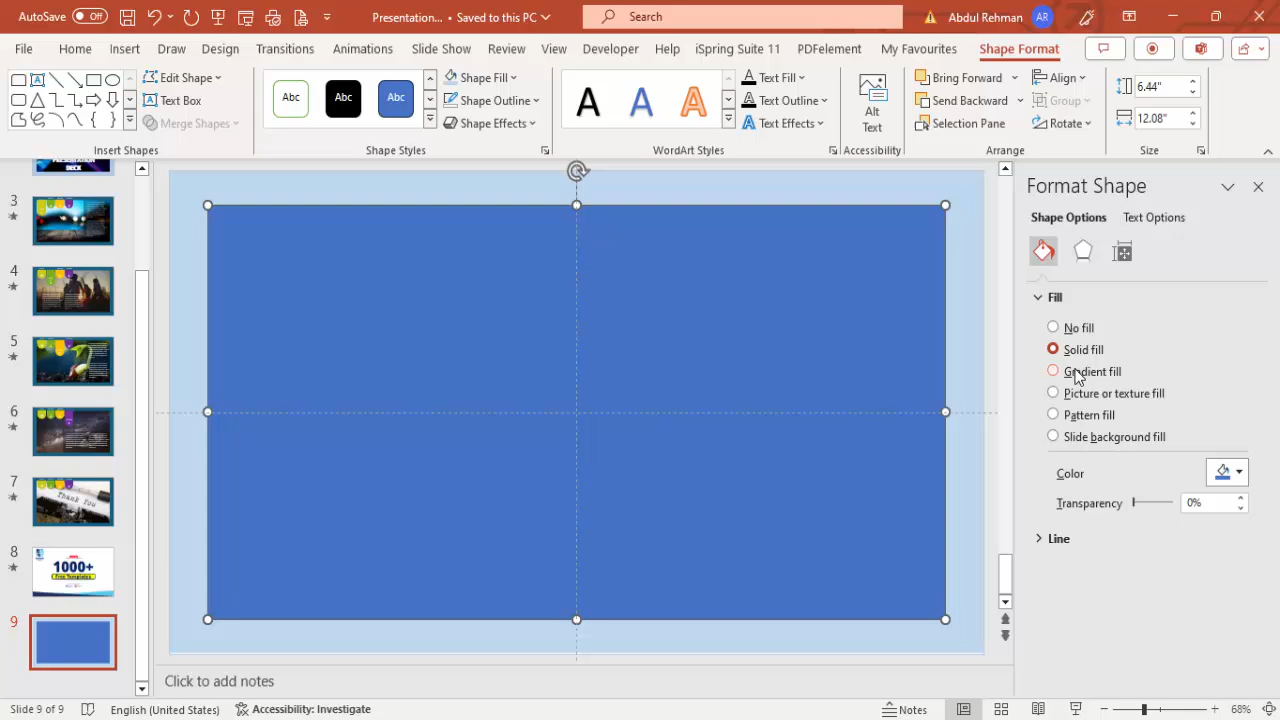 AutoSave Off Presentation... • Saved to this PC Search Abdul Rehman AR
File Home Insert Draw Design Transitions Animations Slide Show Review View Developer Help iSpring Suite 11 PDFelement My Favourites Shape Format
Edit Shape Text Box Merge Shapes
Insert Shapes
Abc Abc Abc
Shape Fill Shape Outline Shape Effects
Shape Styles
A A A
Text Fill Text Outline Text Effects
WordArt Styles
Alt
Text
Accessibility
Bring Forward Send Backward Selection Pane
Align Group Rotate
Arrange
6.44"
12.08"
Size
PRESENTATION
DECK
3
4
5
6
7
Thank You
8
1000+
Free Templates
9
Format Shape
Shape Options Text Options
Fill
No fill
Solid fill
Gradient fill
Picture or texture fill
Pattern fill
Slide background fill
Color
Transparency 0%
Line
Click to add notes
Slide 9 of 9 English (United States) Accessibility: Investigate Notes 68%